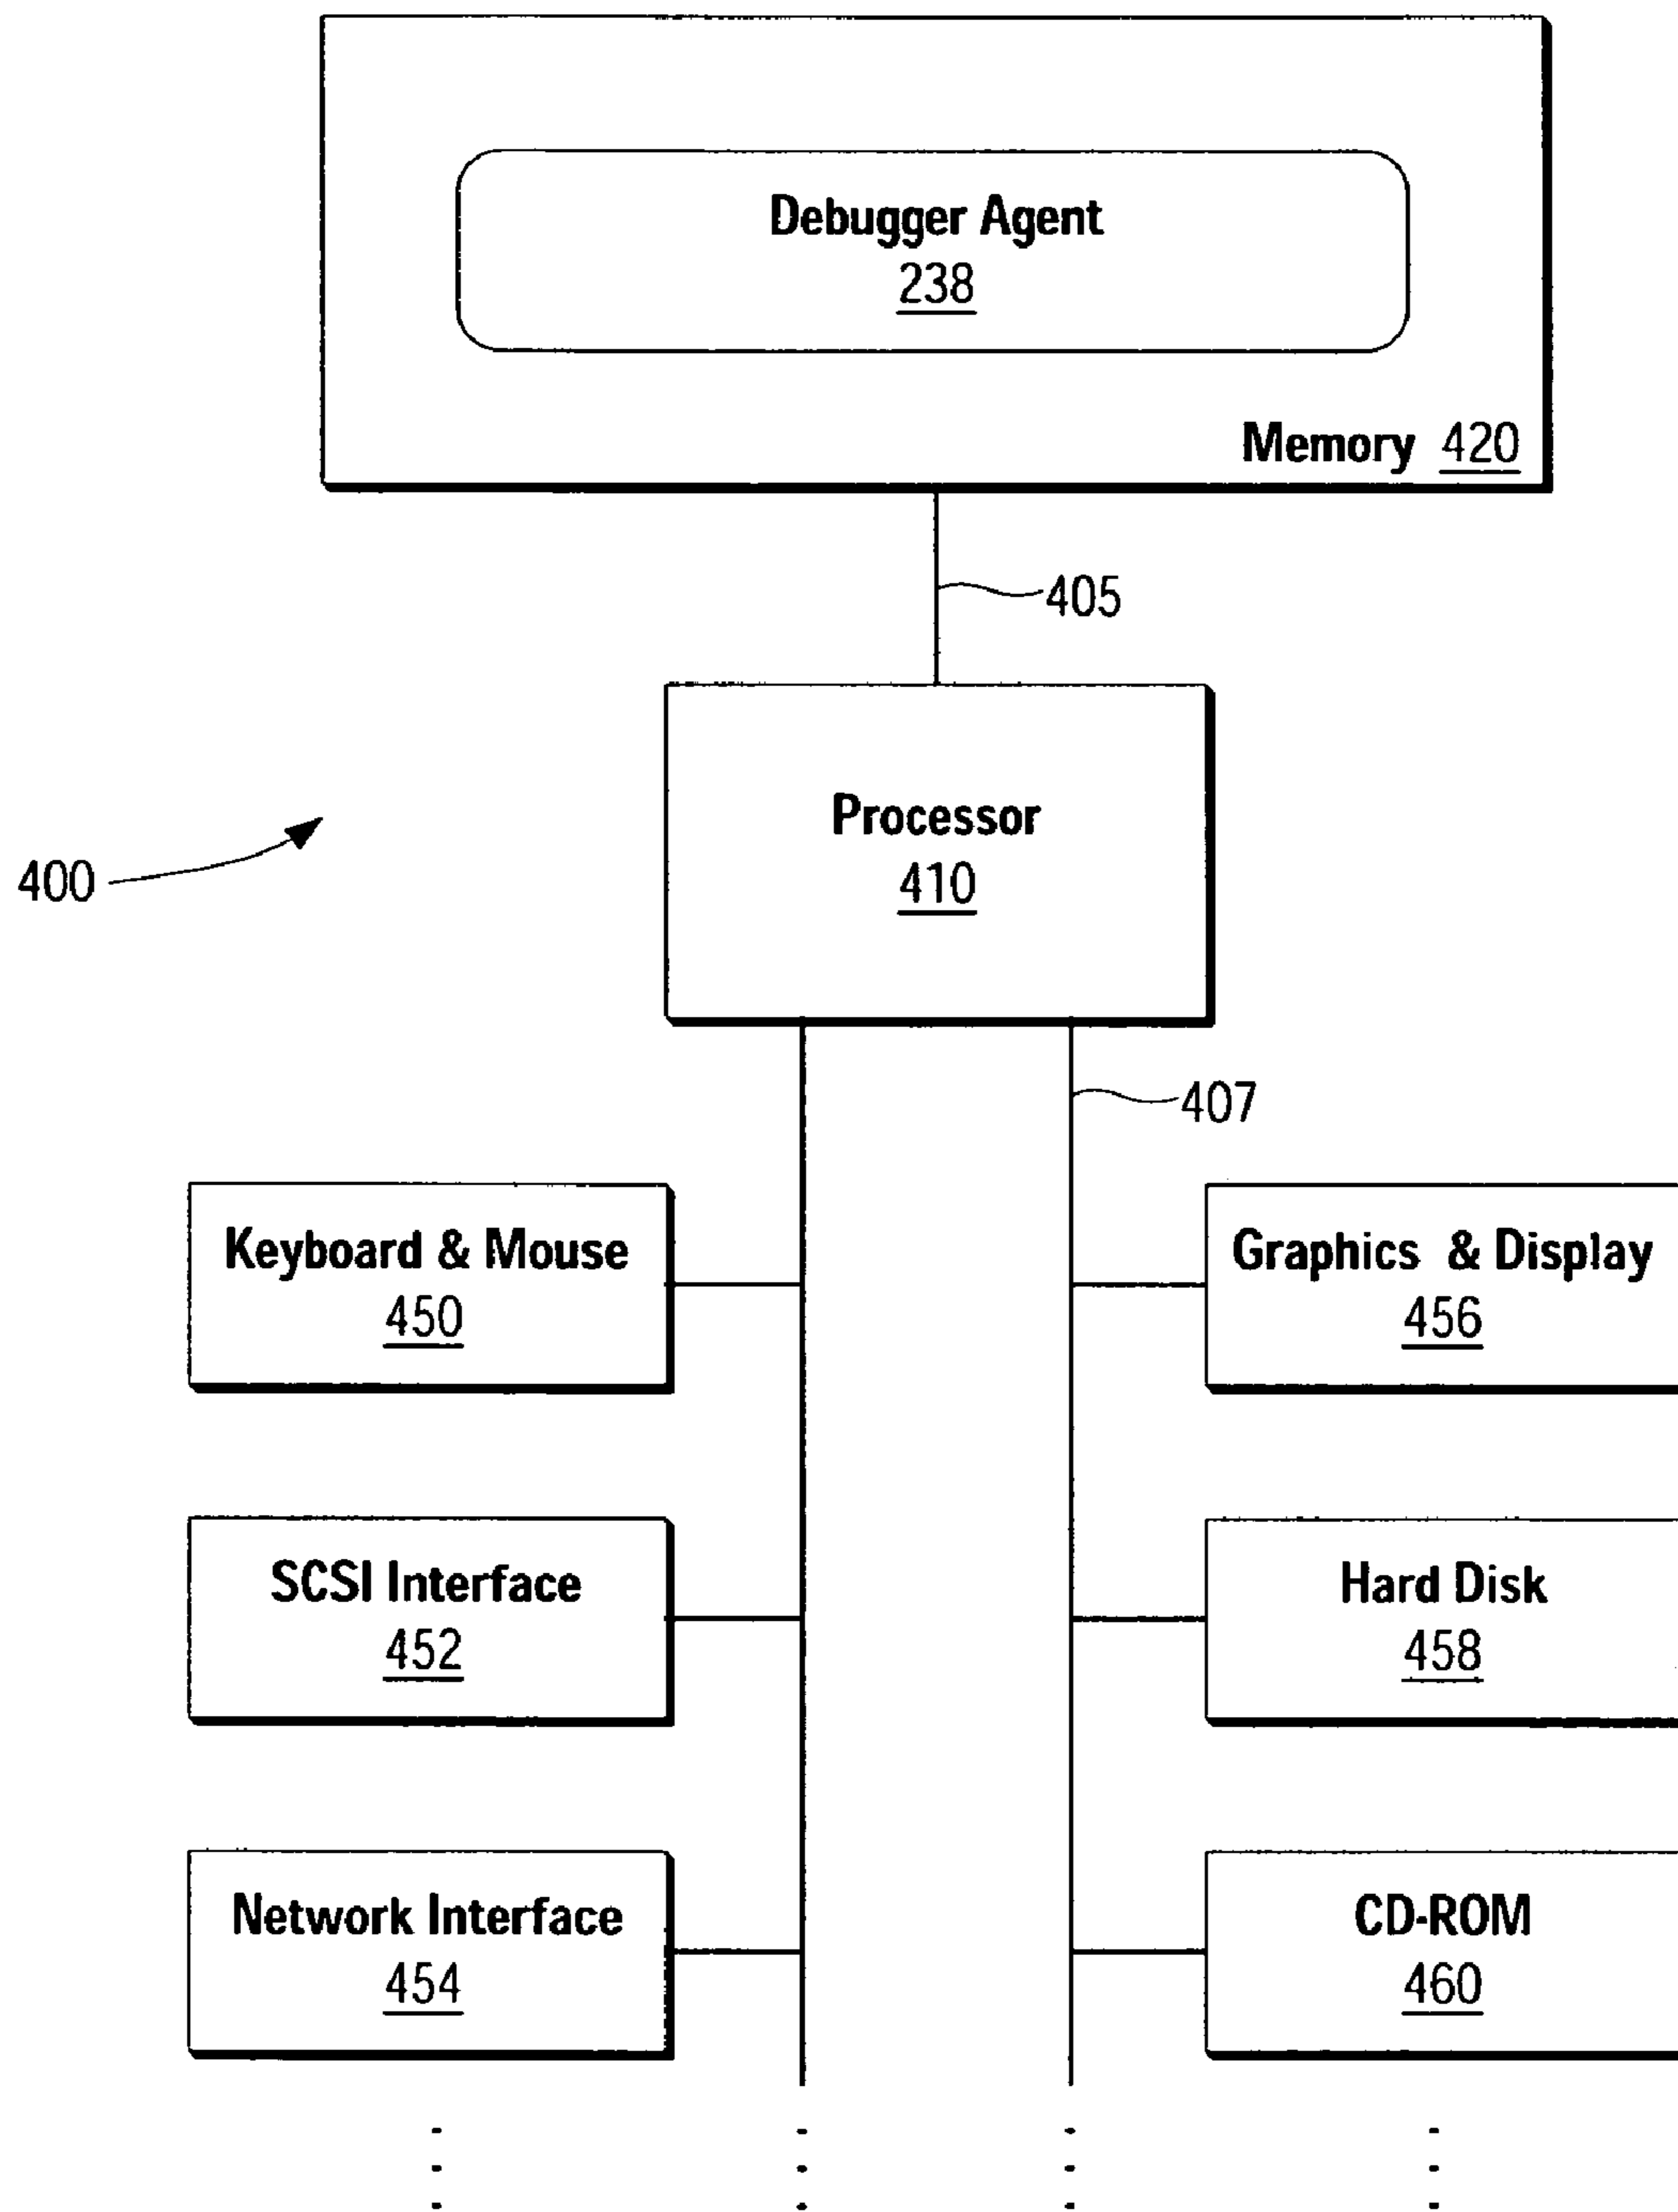 Debugger Agent
238
Memory 420
405
Processor
410
400
407
Keyboard & Mouse
450
Graphics & Display
456
SCSI Interface
452
Hard Disk
458
Network Interface
454
CD-ROM
460